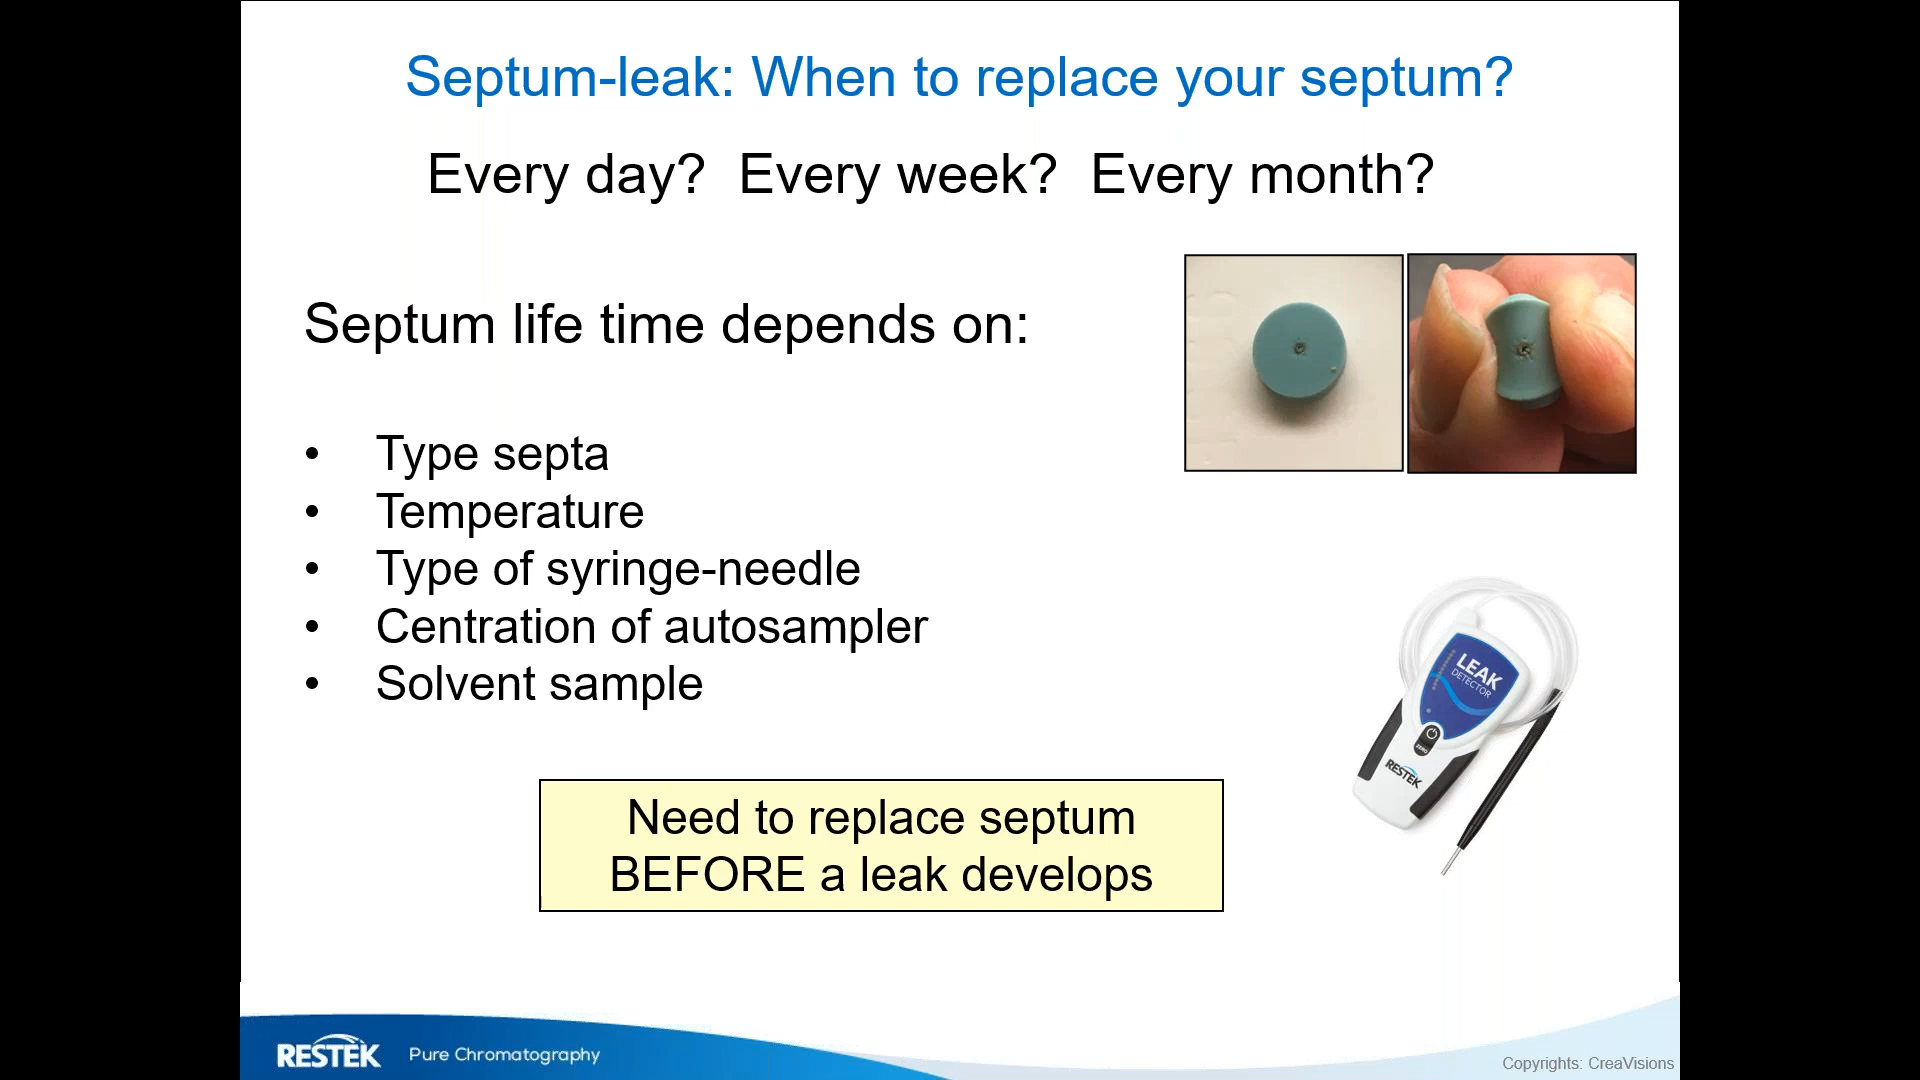 Septum-leak: When to replace your septum?
Every day? Every week? Every month?
Septum life time depends on:
• Type septa
• Temperature
• Type of syringe-needle
• Centration of autosampler
• Solvent sample
LEAK
DETECTOR
ZERO
RESTEK
Need to replace septum
BEFORE a leak develops
RESTEK Pure Chromatography
Copyrights: CreaVisions